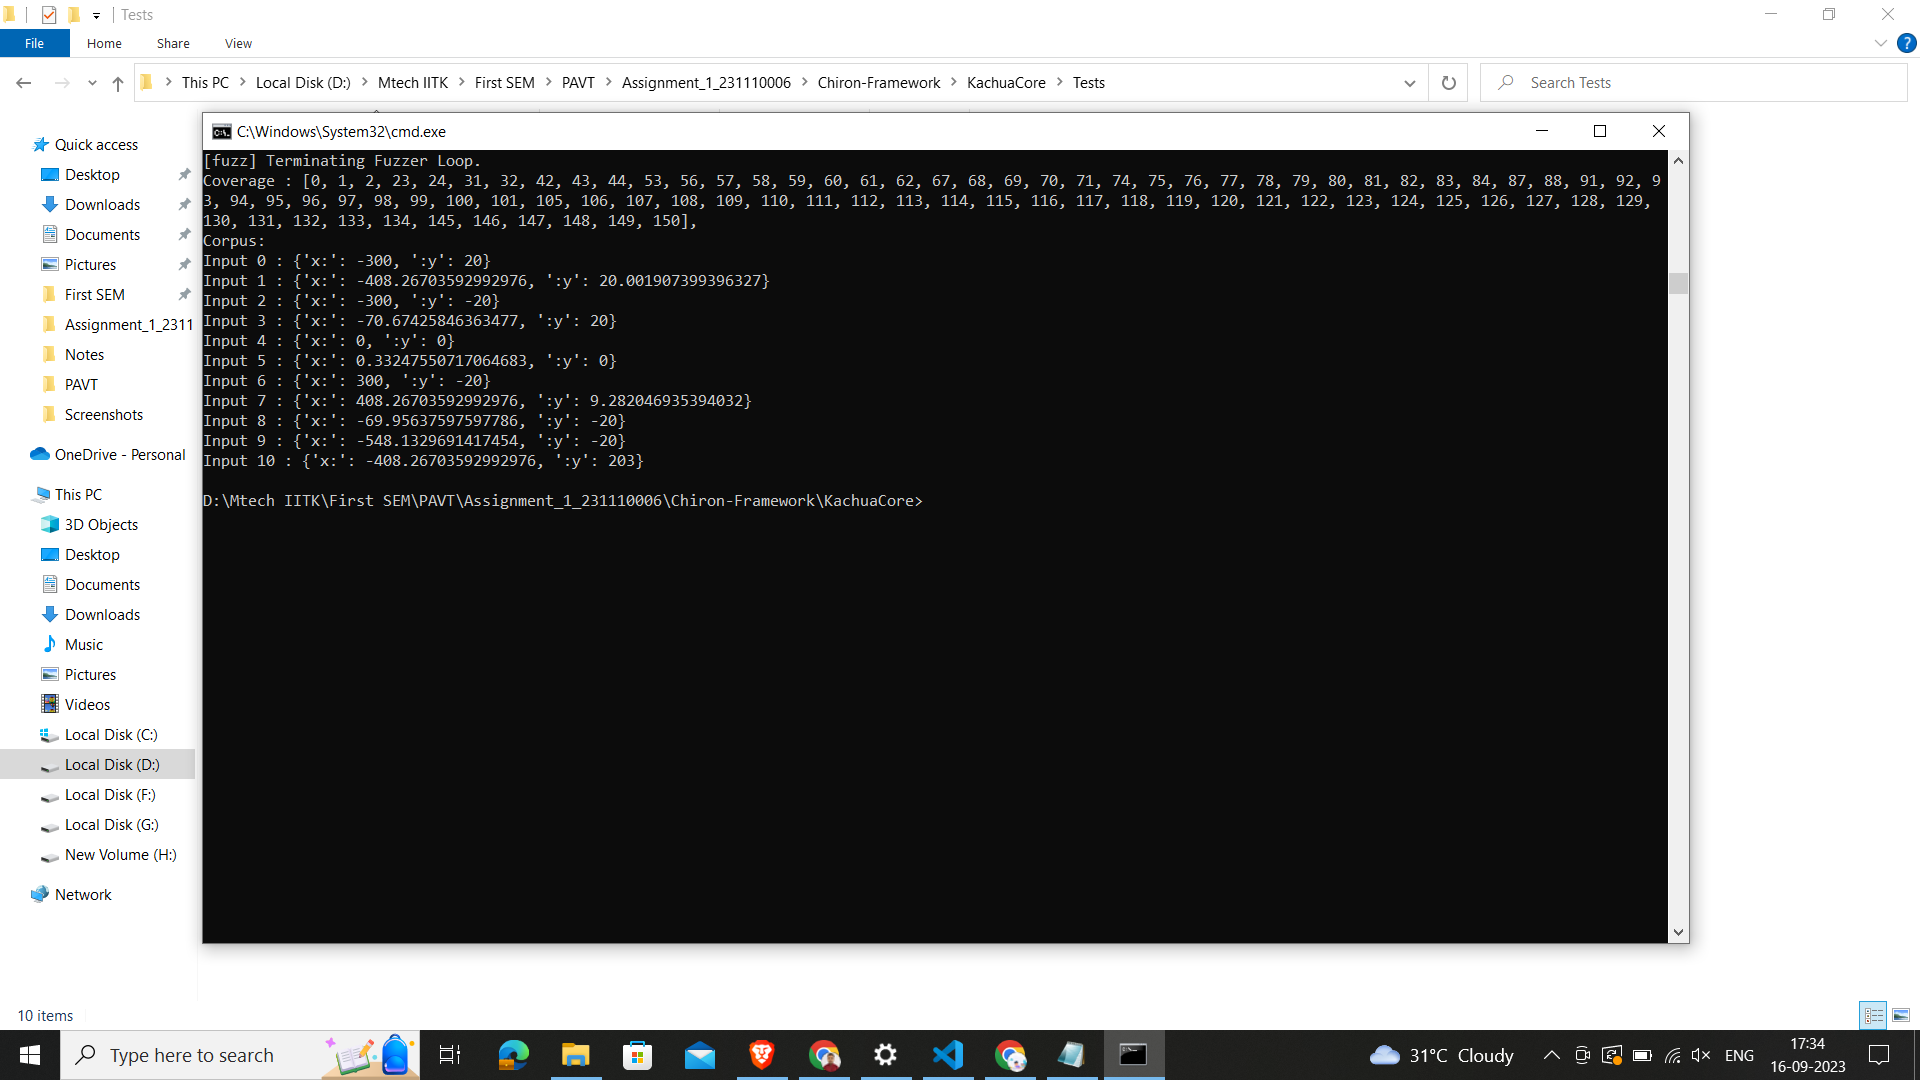 Tests
File Home Share View
This PC Local Disk (D:) Mtech IITK First SEM PAVT Assignment_1_231110006 Chiron-Framework KachuaCore Tests
Search Tests
Quick access
Desktop
Downloads
Documents
Pictures
First SEM
Assignment_1_2311
Notes
PAVT
Screenshots
OneDrive - Personal
This PC
3D Objects
Desktop
Documents
Downloads
Music
Pictures
Videos
Local Disk (C:)
Local Disk (D:)
Local Disk (F:)
Local Disk (G:)
New Volume (H:)
Network
C:\Windows\System32\cmd.exe
[fuzz] Terminating Fuzzer Loop.
Coverage : [0, 1, 2, 23, 24, 31, 32, 42, 43, 44, 53, 56, 57, 58, 59, 60, 61, 62, 67, 68, 69, 70, 71, 74, 75, 76, 77, 78, 79, 80, 81, 82, 83, 84, 87, 88, 91, 92, 9
3, 94, 95, 96, 97, 98, 99, 100, 101, 105, 106, 107, 108, 109, 110, 111, 112, 113, 114, 115, 116, 117, 118, 119, 120, 121, 122, 123, 124, 125, 126, 127, 128, 129,
130, 131, 132, 133, 134, 145, 146, 147, 148, 149, 150],
Corpus:
Input 0 : {'x:': -300, ':y': 20}
Input 1 : {'x:': -408.26703592992976, ':y': 20.001907399396327}
Input 2 : {'x:': -300, ':y': -20}
Input 3 : {'x:': -70.67425846363477, ':y': 20}
Input 4 : {'x:': 0, ':y': 0}
Input 5 : {'x:': 0.33247550717064683, ':y': 0}
Input 6 : {'x:': 300, ':y': -20}
Input 7 : {'x:': 408.26703592992976, ':y': 9.282046935394032}
Input 8 : {'x:': -69.95637597597786, ':y': -20}
Input 9 : {'x:': -548.1329691417454, ':y': -20}
Input 10 : {'x:': -408.26703592992976, ':y': 203}
D:\Mtech IITK\First SEM\PAVT\Assignment_1_231110006\Chiron-Framework\KachuaCore>
10 items
Type here to search
31°C Cloudy
ENG
17:34
16-09-2023